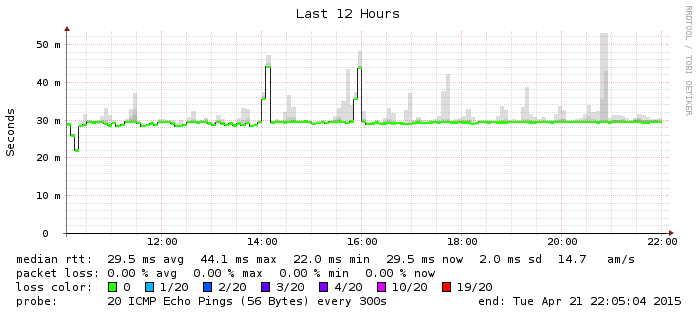 Last 12 Hours
RRDTOOL / TOBI OETIKER
Seconds
50 m
40 m
30 m
20 m
10 m
0
12:00 14:00 16:00 18:00 20:00 22:00
median rtt: 29.5 ms avg 44.1 ms max 22.0 ms min 29.5 ms now 2.0 ms sd 14.7 am/s
packet loss: 0.00 % avg 0.00 % max 0.00 % min 0.00 % now
loss color: 0 1/20 2/20 3/20 4/20 10/20 19/20
probe: 20 ICMP Echo Pings (56 Bytes) every 300s end: Tue Apr 21 22:05:04 2015